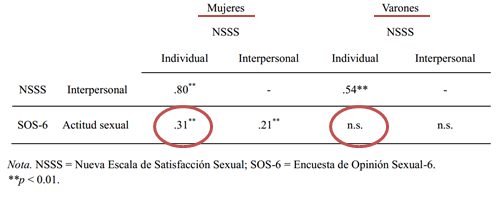 Mujeres Varones
NSSS NSSS
Individual Interpersonal Individual Interpersonal
NSSS Interpersonal .80** - .54** -
SOS-6 Actitud sexual .31** .21** n.s. n.s.
Nota. NSSS = Nueva Escala de Satisfacción Sexual; SOS-6 = Encuesta de Opinión Sexual-6.
**p < 0.01.